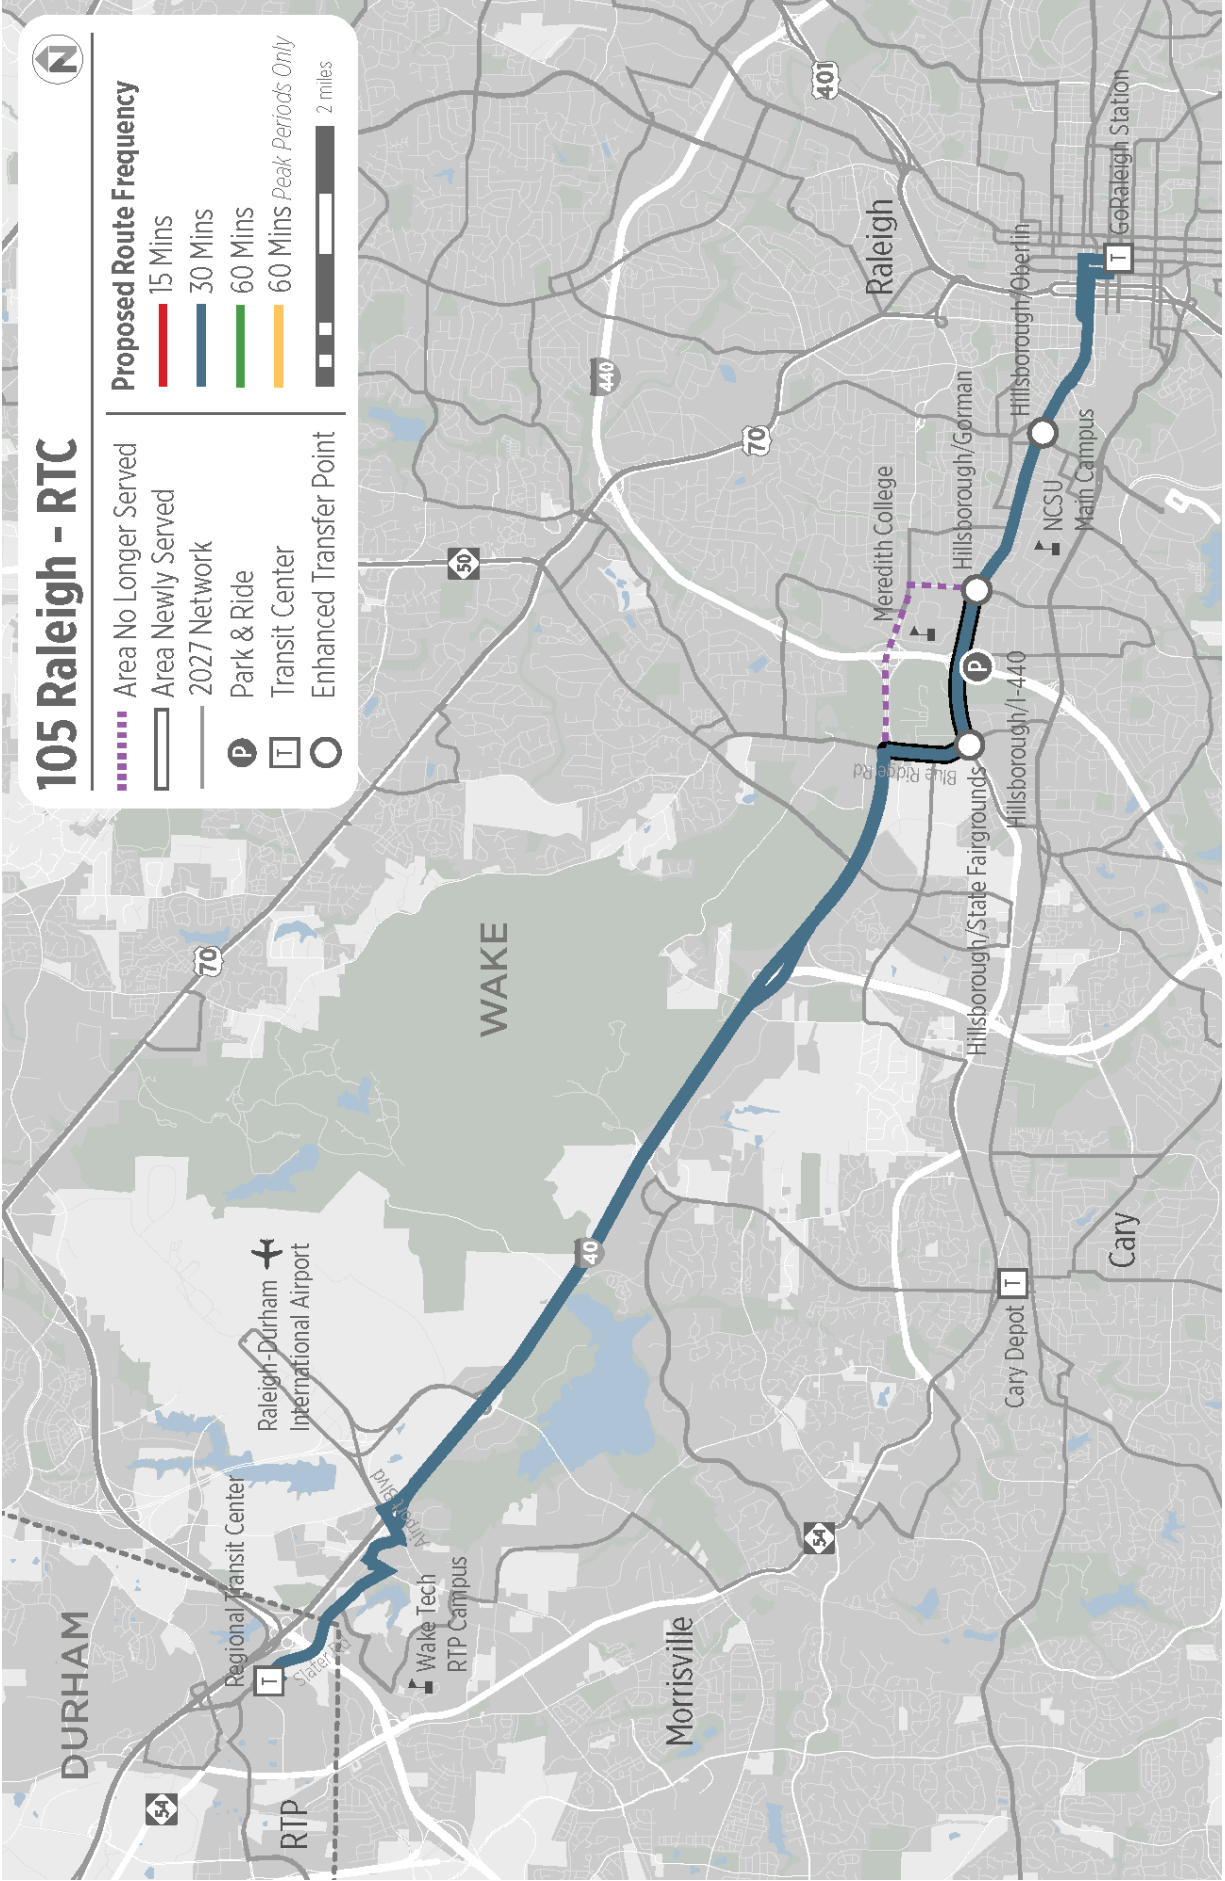 105 Raleigh - RTC
N
Area No Longer Served
Area Newly Served
2027 Network
P
Park & Ride
T
Transit Center
Enhanced Transfer Point
Proposed Route Frequency
15 Mins
30 Mins
60 Mins
60 Mins Peak Periods Only
2 miles
DURHAM
54
RTP
Regional Transit Center
T
Slater Rd
Wake Tech
RTP Campus
Airport Blvd
Raleigh-Durham
International Airport
Morrisville
54
40
Cary Depot
T
Cary
WAKE
70
50
70
440
401
Blue Ridge Rd
Hillsborough/State Fairgrounds
Hillsborough/I-440
P
Meredith College
Hillsborough/Gorman
NCSU
Main Campus
Hillsborough/Oberlin
Raleigh
T
GoRaleigh Station